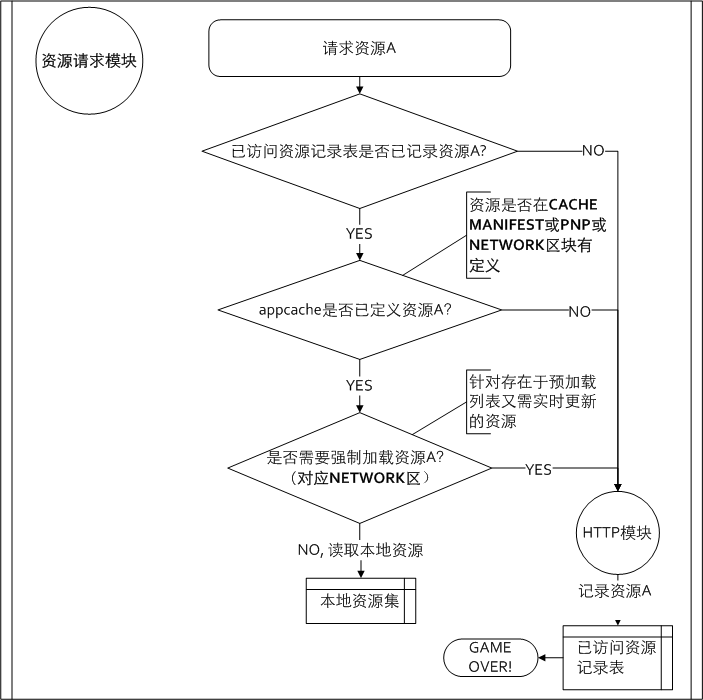 资源请求模块
请求资源A
已访问资源记录表是否已记录资源A?
NO
YES
资源是否在CACHE
MANIFEST或PNP或
NETWORK区块有
定义
appcache是否已定义资源A?
NO
YES
针对存在于预加载
列表又需实时更新
的资源
是否需要强制加载资源A?
（对应NETWORK区）
YES
NO, 读取本地资源
本地资源集
HTTP模块
记录资源A
已访问资源
记录表
GAME
OVER!